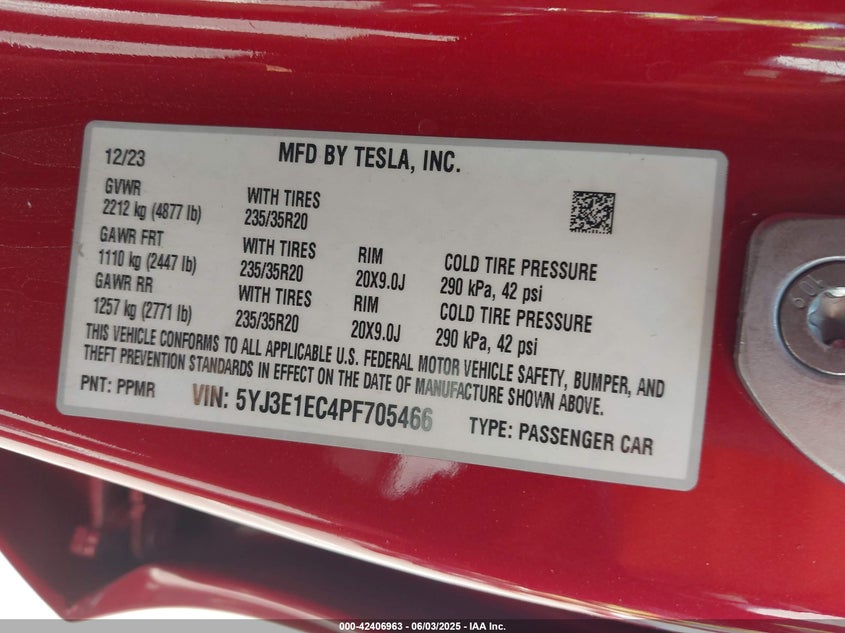 12/23 MFD BY TESLA, INC.
GVWR
2212 kg (4877 lb) WITH TIRES 235/35R20
GAWR FRT
1110 kg (2447 lb) WITH TIRES 235/35R20 RIM 20X9.0J COLD TIRE PRESSURE 290 kPa, 42 psi
GAWR RR
1257 kg (2771 lb) WITH TIRES 235/35R20 RIM 20X9.0J COLD TIRE PRESSURE 290 kPa, 42 psi
THIS VEHICLE CONFORMS TO ALL APPLICABLE U.S. FEDERAL MOTOR VEHICLE SAFETY, BUMPER, AND
THEFT PREVENTION STANDARDS IN EFFECT ON THE DATE OF MANUFACTURE SHOWN ABOVE.
PNT: PPMR VIN: 5YJ3E1EC4PF705466 TYPE: PASSENGER CAR
000-42406963 - 06/03/2025 - IAA Inc.